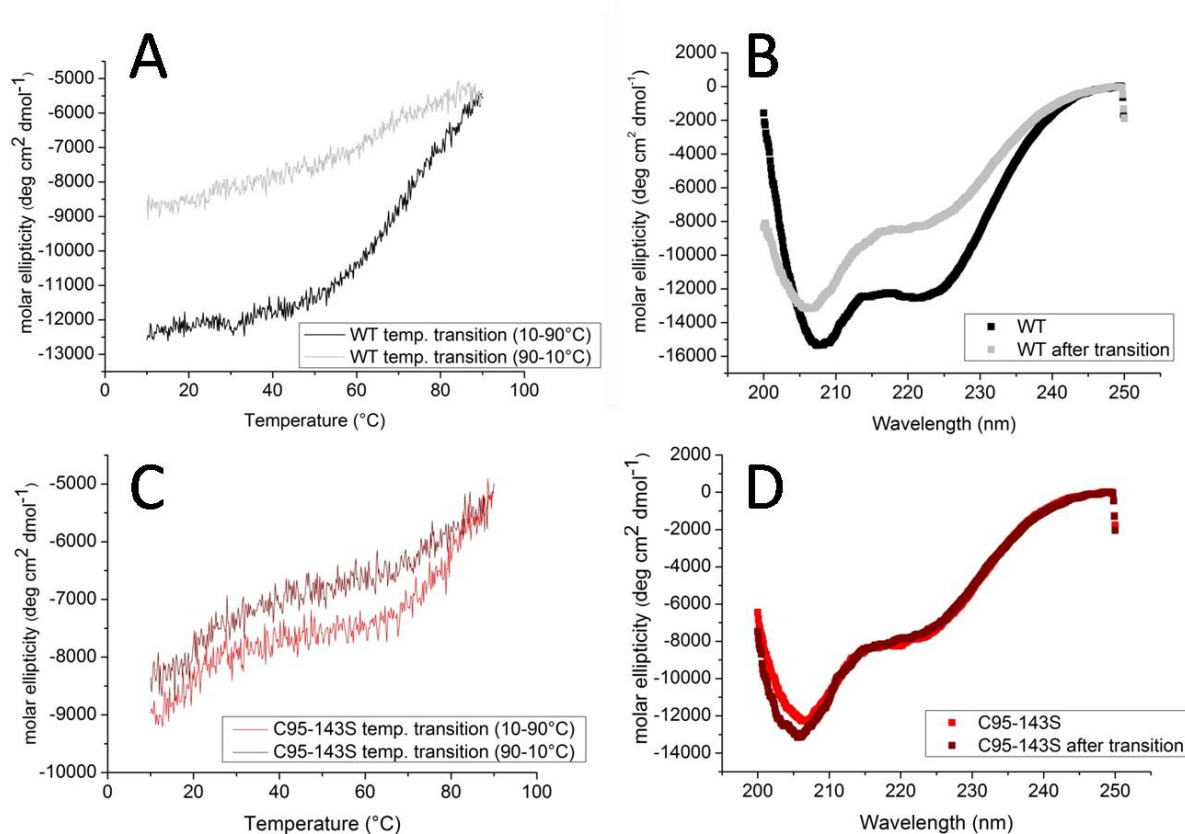 A
molar ellipticity (deg cm² dmol⁻¹)
-5000
-6000
-7000
-8000
-9000
-10000
-11000
-12000
-13000
WT temp. transition (10-90°C)
WT temp. transition (90-10°C)
0 20 40 60 80 100
Temperature (°C)
B
molar ellipticity (deg cm² dmol⁻¹)
2000
0
-2000
-4000
-6000
-8000
-10000
-12000
-14000
-16000
WT
WT after transition
200 210 220 230 240 250
Wavelength (nm)
C
molar ellipticity (deg cm² dmol⁻¹)
-5000
-6000
-7000
-8000
-9000
-10000
C95-143S temp. transition (10-90°C)
C95-143S temp. transition (90-10°C)
0 20 40 60 80 100
Temperature (°C)
D
molar ellipticity (deg cm² dmol⁻¹)
2000
0
-2000
-4000
-6000
-8000
-10000
-12000
-14000
C95-143S
C95-143S after transition
200 210 220 230 240 250
Wavelength (nm)